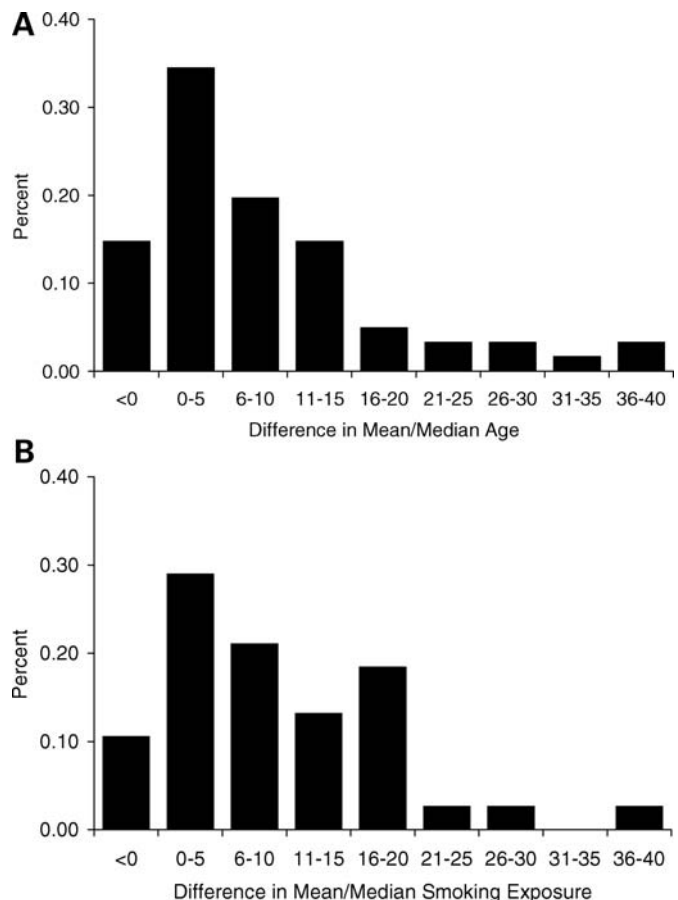 A
0.40
0.30
0.20
0.10
0.00
Percent
<0 0-5 6-10 11-15 16-20 21-25 26-30 31-35 36-40
Difference in Mean/Median Age
B
0.40
0.30
0.20
0.10
0.00
Percent
<0 0-5 6-10 11-15 16-20 21-25 26-30 31-35 36-40
Difference in Mean/Median Smoking Exposure